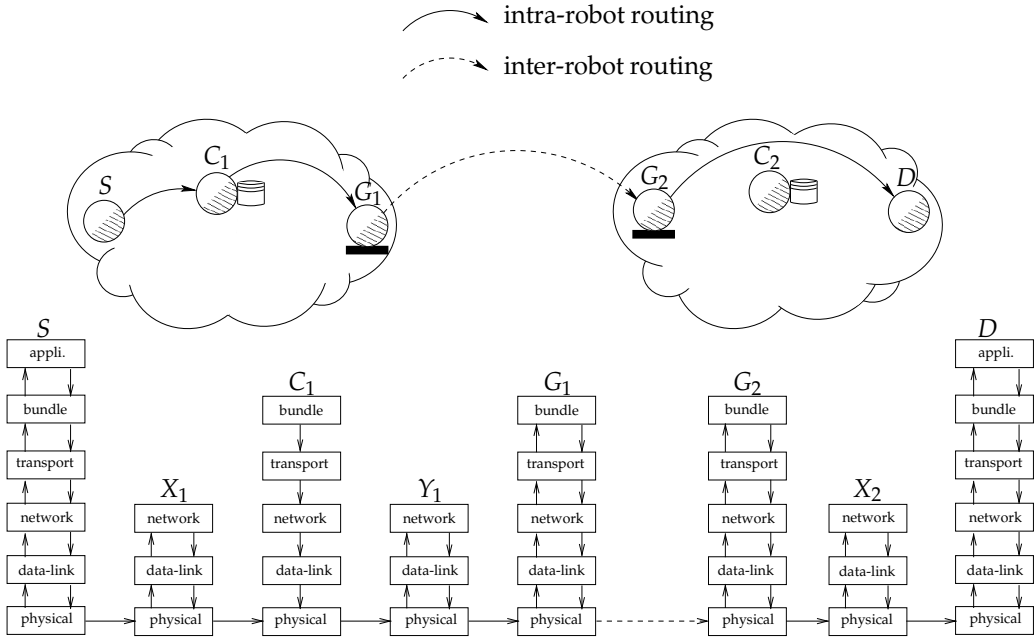 intra-robot routing
inter-robot routing
S
C1
G1
G2
C2
D
S
D
appli.
appli.
C1
G1
G2
bundle
bundle
bundle
bundle
bundle
transport
transport
transport
transport
transport
X1
Y1
X2
network
network
network
network
network
network
network
network
data-link
data-link
data-link
data-link
data-link
data-link
data-link
data-link
physical
physical
physical
physical
physical
physical
physical
physical